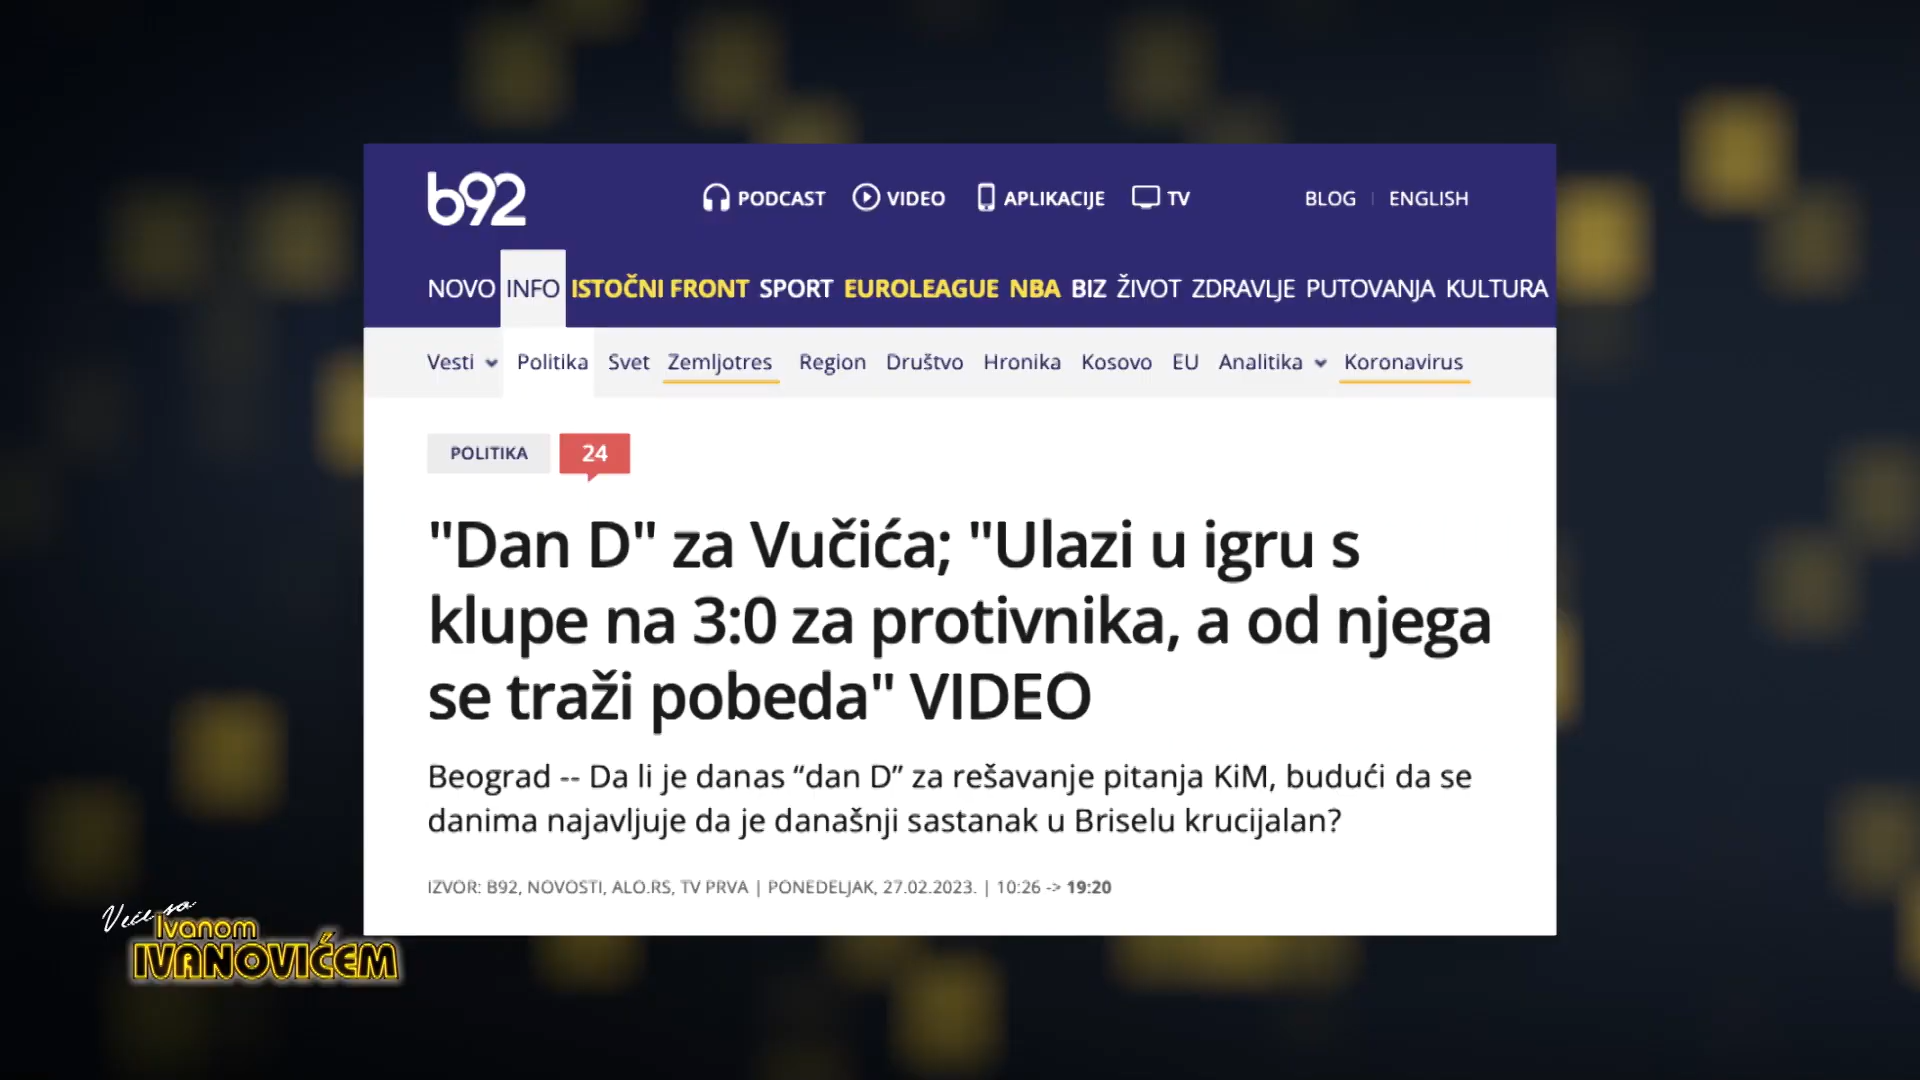 b92
PODCAST VIDEO APLIKACIJE TV BLOG | ENGLISH
NOVO INFO ISTOČNI FRONT SPORT EUROLEAGUE NBA BIZ ŽIVOT ZDRAVLJE PUTOVANJA KULTURA
Vesti Politika Svet Zemljotres Region Društvo Hronika Kosovo EU Analitika Koronavirus
POLITIKA 24
"Dan D" za Vučića; "Ulazi u igru s
klupe na 3:0 za protivnika, a od njega
se traži pobeda" VIDEO
Beograd -- Da li je danas “dan D” za rešavanje pitanja KiM, budući da se
danima najavljuje da je današnji sastanak u Briselu krucijalan?
IZVOR: B92, NOVOSTI, ALO.RS, TV PRVA | PONEDELJAK, 27.02.2023. | 10:26 -> 19:20
Veče sa
Ivanom
IVANOVIĆEM